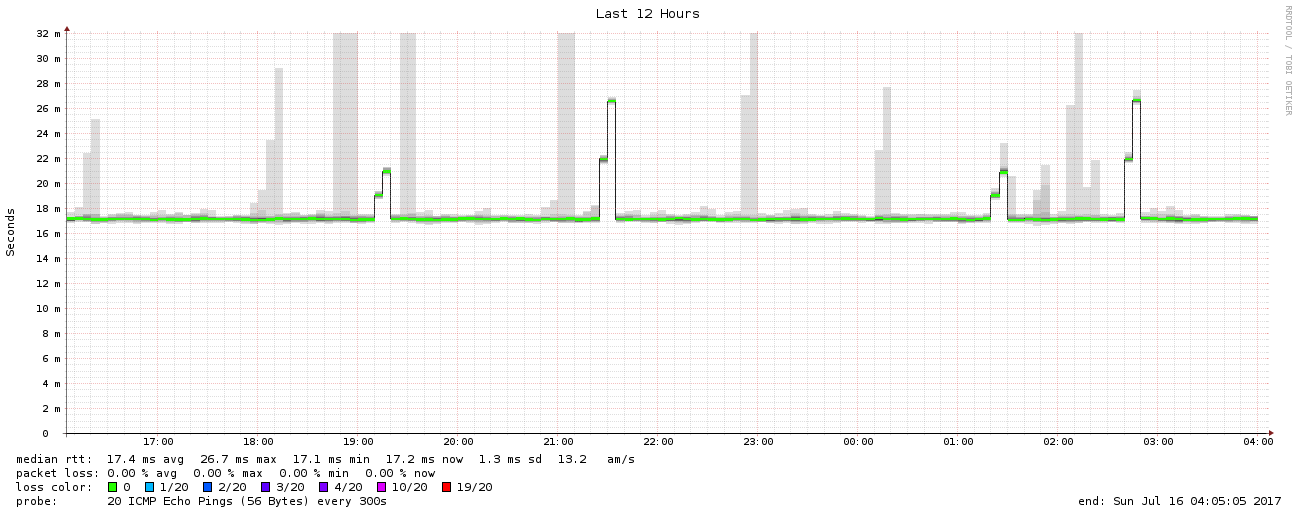 Last 12 Hours
RRDTOOL / TOBI OETIKER
Seconds
32 m
30 m
28 m
26 m
24 m
22 m
20 m
18 m
16 m
14 m
12 m
10 m
8 m
6 m
4 m
2 m
0
17:00 18:00 19:00 20:00 21:00 22:00 23:00 00:00 01:00 02:00 03:00 04:00
median rtt: 17.4 ms avg 26.7 ms max 17.1 ms min 17.2 ms now 1.3 ms sd 13.2 am/s
packet loss: 0.00 % avg 0.00 % max 0.00 % min 0.00 % now
loss color: 0 1/20 2/20 3/20 4/20 10/20 19/20
probe: 20 ICMP Echo Pings (56 Bytes) every 300s end: Sun Jul 16 04:05:05 2017